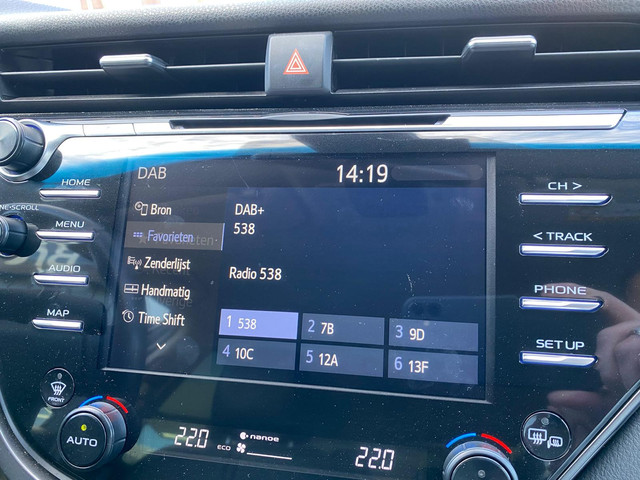 DAB
14:19
HOME
NE•SCROLL
MENU
AUDIO
MAP
Bron
Favorieten
Zenderlijst
Handmatig
Time Shift
DAB+
538
Radio 538
1 538
2 7B
3 9D
4 10C
5 12A
6 13F
CH >
< TRACK
PHONE
SETUP
FRONT
AUTO
22.0
ECO
nanoe
22.0